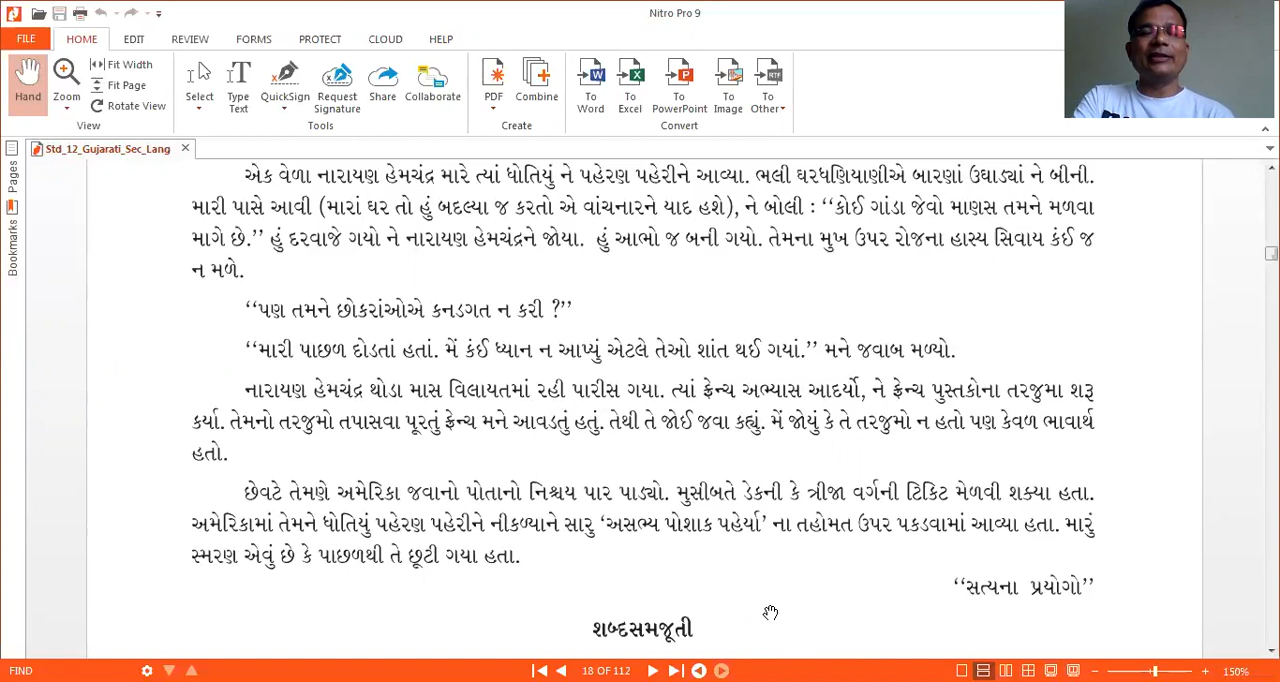 Nitro Pro 9
FILE HOME EDIT REVIEW FORMS PROTECT CLOUD HELP
Hand
Zoom
Fit Width
Fit Page
Rotate View
View
Select
Type Text
QuickSign
Request Signature
Share
Collaborate
Tools
PDF
Combine
Create
To Word
To Excel
To PowerPoint
To Image
To Other
Convert
Std_12_Gujarati_Sec_Lang
Pages
Bookmarks
એક વેળા નારાયણ હેમચંદ્ર મારે ત્યાં ધોતિયું ને પહેરણ પહેરીને આવ્યા. ભલી ઘરધણિયાણીએ બારણાં ઉઘાડ્યાં ને બીની.
મારી પાસે આવી (મારાં ઘર તો હું બદલ્યા જ કરતો એ વાંચનારને યાદ હશે), ને બોલી : ‘‘કોઈ ગાંડા જેવો માણસ તમને મળવા
માગે છે.’’ હું દરવાજે ગયો ને નારાયણ હેમચંદ્રને જોયા. હું આભો જ બની ગયો. તેમના મુખ ઉપર રોજના હાસ્ય સિવાય કંઈ જ
ન મળે.
‘‘પણ તમને છોકરાંઓએ કનડગત ન કરી ?’’
‘‘મારી પાછળ દોડતાં હતાં. મેં કંઈ ધ્યાન ન આપ્યું એટલે તેઓ શાંત થઈ ગયાં.’’ મને જવાબ મળ્યો.
નારાયણ હેમચંદ્ર થોડા માસ વિલાયતમાં રહી પારીસ ગયા. ત્યાં ફ્રેન્ચ અભ્યાસ આદર્યો, ને ફ્રેન્ચ પુસ્તકોના તરજુમા શરૂ
કર્યા. તેમનો તરજુમો તપાસવા પૂરતું ફ્રેન્ચ મને આવડતું હતું. તેથી તે જોઈ જવા કહ્યું. મેં જોયું કે તે તરજુમો ન હતો પણ કેવળ ભાવાર્થ
હતો.
છેવટે તેમણે અમેરિકા જવાનો પોતાનો નિશ્ચય પાર પાડ્યો. મુસીબતે ડેકની કે ત્રીજા વર્ગની ટિકિટ મેળવી શક્યા હતા.
અમેરિકામાં તેમને ધોતિયું પહેરણ પહેરીને નીકળ્યાને સારુ ‘અસભ્ય પોશાક પહેર્યા’ ના તહોમત ઉપર પકડવામાં આવ્યા હતા. મારું
સ્મરણ એવું છે કે પાછળથી તે છૂટી ગયા હતા.
‘‘સત્યના પ્રયોગો’’
શબ્દસમજૂતી
FIND
18 OF 112
150%